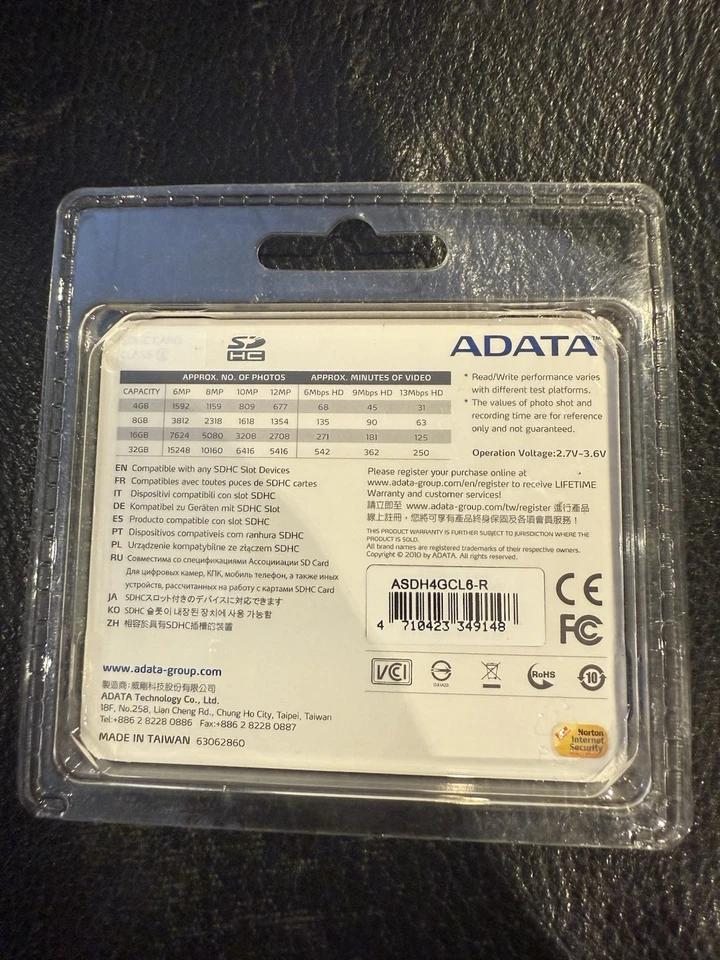 SD
HC
ADATA™
APPROX. NO. OF PHOTOS APPROX. MINUTES OF VIDEO
CAPACITY 6MP 8MP 10MP 12MP 6Mbps HD 9Mbps HD 13Mbps HD
4GB 1592 1159 809 677 68 45 31
8GB 3812 2318 1618 1354 135 90 63
16GB 7624 5080 3208 2708 271 181 125
32GB 15248 10160 6416 5416 542 362 250
* Read/Write performance varies
with different test platforms.
* The values of photo shot and
recording time are for reference
only and not guaranteed.
Operation Voltage:2.7V-3.6V
EN Compatible with any SDHC Slot Devices
FR Compatibles avec toutes puces de SDHC cartes
IT Dispositivi compatibili con slot SDHC
DE Kompatibel zu Geräten mit SDHC Slot
ES Producto compatible con slot SDHC
PT Dispositivos compativeis com ranhura SDHC
PL Urządzenie kompatybilne ze złączem SDHC
RU Совместима со спецификациями Ассоциациии SD Card
Для цифровых камер, КПК, мобиль телефон, а также иных
устройств, рассчитанных на работу с картами SDHC Card
JA SDHCスロット付きのデバイスに対応できます
KO SDHC 슬롯이 내장된 장치에 사용 가능함
ZH 相容於具有SDHC插槽的裝置
Please register your purchase online at
www.adata-group.com/en/register to receive LIFETIME
Warranty and customer services!
請立即至 www.adata-group.com/tw/register 進行產品
線上註冊，您將可享有產品終身保固及各項會員服務！
THIS PRODUCT WARRANTY IS FURTHER SUBJECT TO JURISDICTION WHERE THE
PRODUCT IS SOLD.
All brand names are registered trademarks of their respective owners.
Copyright © 2010 by ADATA. All rights reserved.
ASDH4GCL6-R
4 710423 349148
CE
FC
VCI
RoHS
10
www.adata-group.com
製造商:威剛科技股份有限公司
ADATA Technology Co., Ltd.
18F, No.258, Lian Cheng Rd., Chung Ho City, Taipei, Taiwan
Tel:+886 2 8228 0886 Fax:+886 2 8228 0887
MADE IN TAIWAN 63062860
Norton
Internet
Security